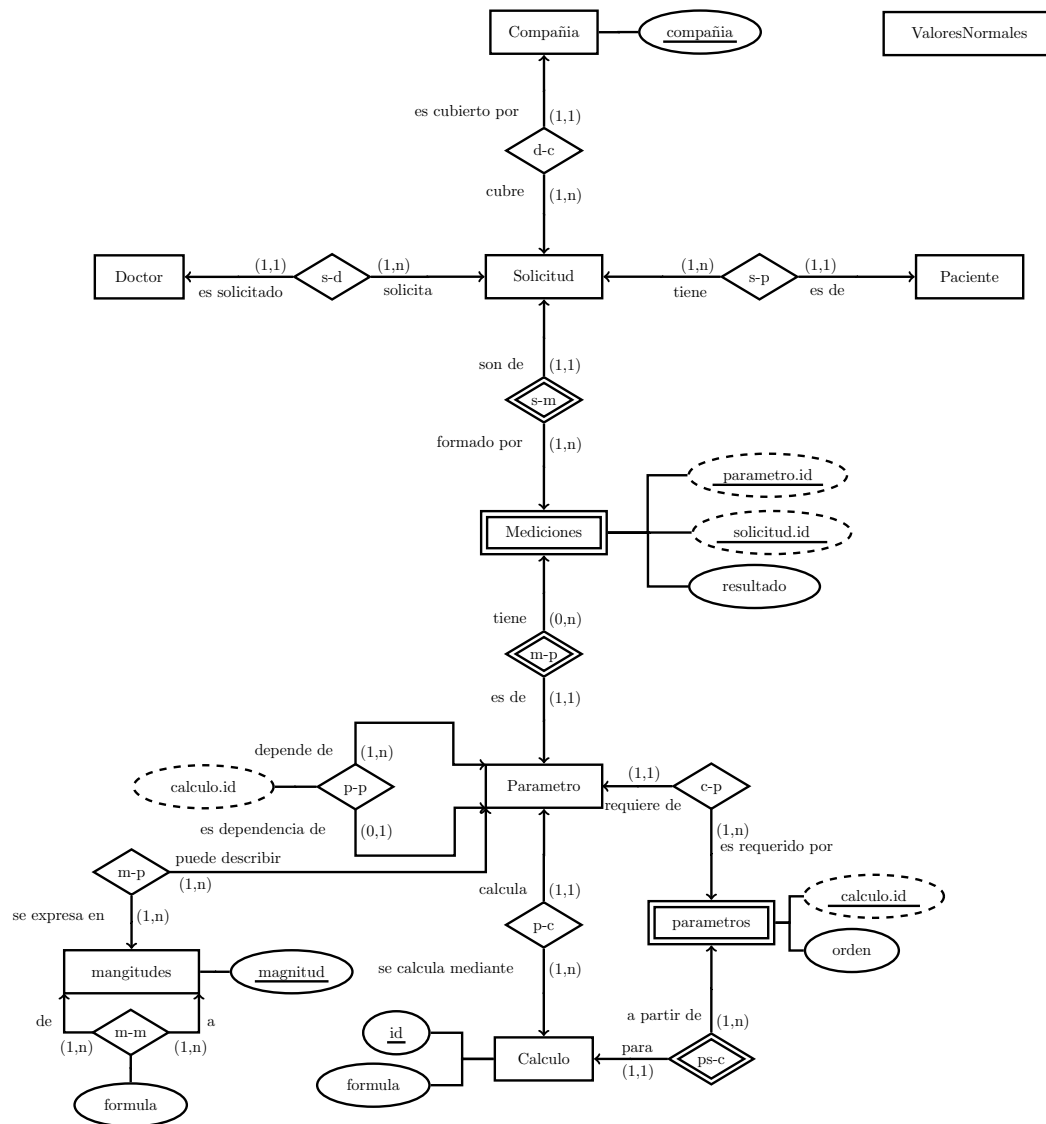 Compañia
compañia
ValoresNormales
es cubierto por
(1,1)
d-c
cubre
(1,n)
Doctor
(1,1)
es solicitado
s-d
(1,n)
solicita
Solicitud
(1,n)
tiene
s-p
(1,1)
es de
Paciente
son de
(1,1)
s-m
formado por
(1,n)
parametro.id
Mediciones
solicitud.id
resultado
tiene
(0,n)
m-p
es de
(1,1)
depende de
(1,n)
calculo.id
p-p
Parametro
(1,1)
requiere de
c-p
es dependencia de
(0,1)
(1,n)
es requerido por
puede describir
m-p
(1,n)
calcula
(1,1)
calculo.id
se expresa en
(1,n)
p-c
parametros
orden
mangitudes
magnitud
se calcula mediante
(1,n)
de
a
(1,n)
m-m
(1,n)
a partir de
(1,n)
id
para
Calculo
(1,1)
ps-c
formula
formula